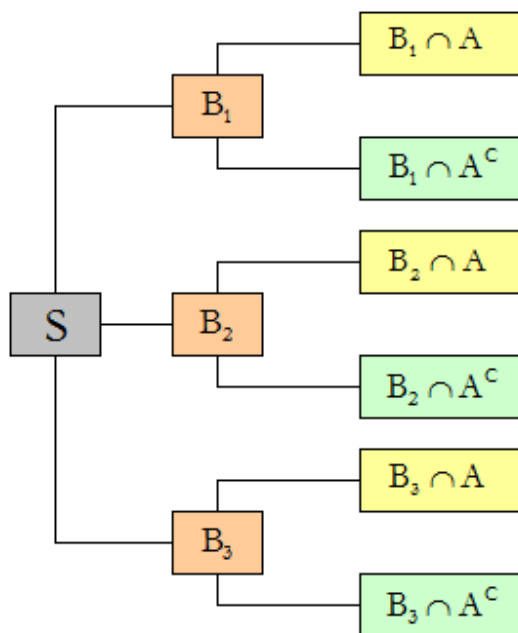 B₁ ∩ A
B₁
B₁ ∩ Aᶜ
B₂ ∩ A
S
B₂
B₂ ∩ Aᶜ
B₃ ∩ A
B₃
B₃ ∩ Aᶜ